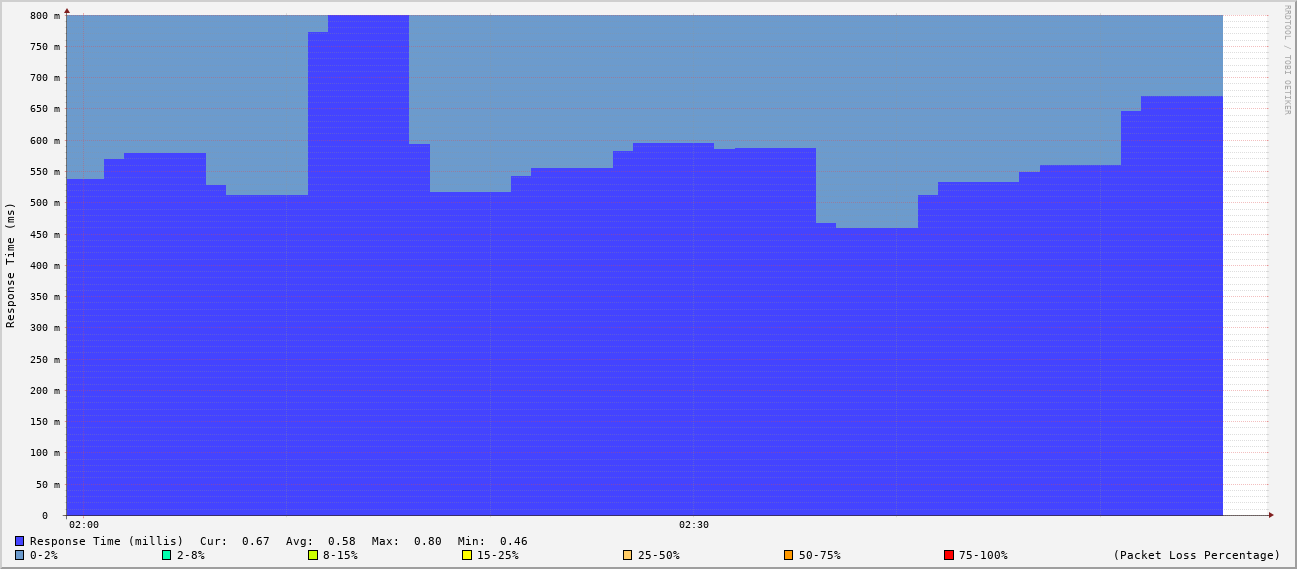 800 m
750 m
700 m
650 m
600 m
550 m
500 m
450 m
400 m
350 m
300 m
250 m
200 m
150 m
100 m
50 m
0
Response Time (ms)
RRDTOOL / TOBI OETIKER
02:00 02:30
Response Time (millis) Cur: 0.67 Avg: 0.58 Max: 0.80 Min: 0.46
0-2% 2-8% 8-15% 15-25% 25-50% 50-75% 75-100% (Packet Loss Percentage)